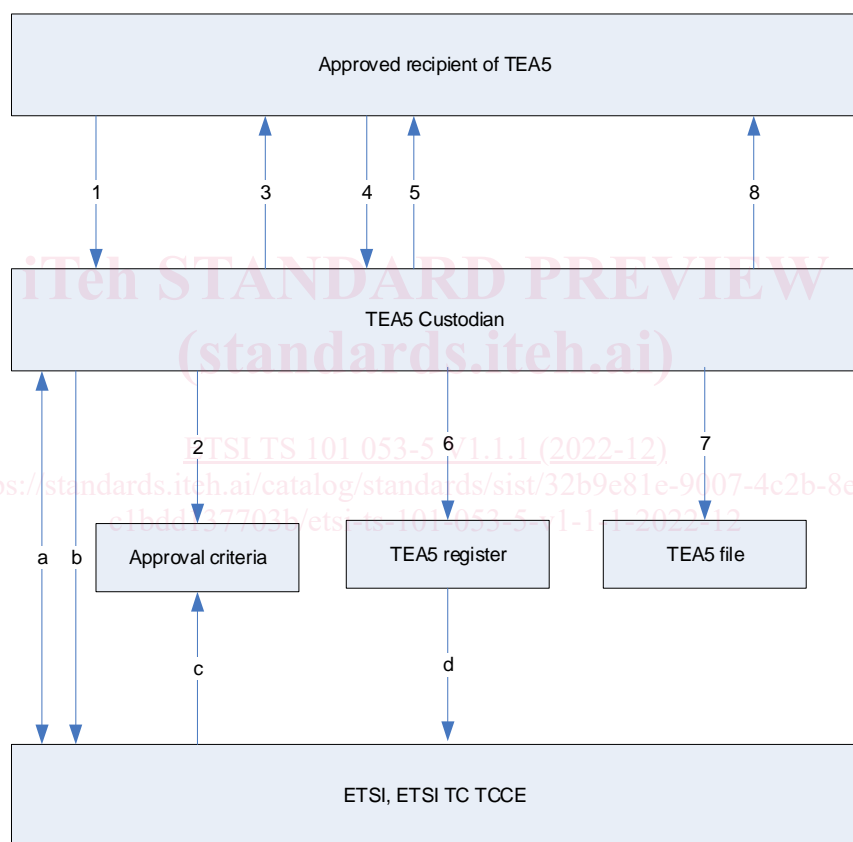 Approved recipient of TEA5
1
3
4
5
8
iTeh STANDARD PREVIEW
TEA5 Custodian
(standards.iteh.ai)
2
6
7
ETSI TS 101 053-5 V1.1.1 (2022-12)
ps://standards.iteh.ai/catalog/standards/sist/32b9e81e-9007-4c2b-8e
c1bdd137703b/etsi-ts-101-053-5-v1-1-1-2022-12
a
b
Approval criteria
TEA5 register
TEA5 file
c
d
ETSI, ETSI TC TCCE